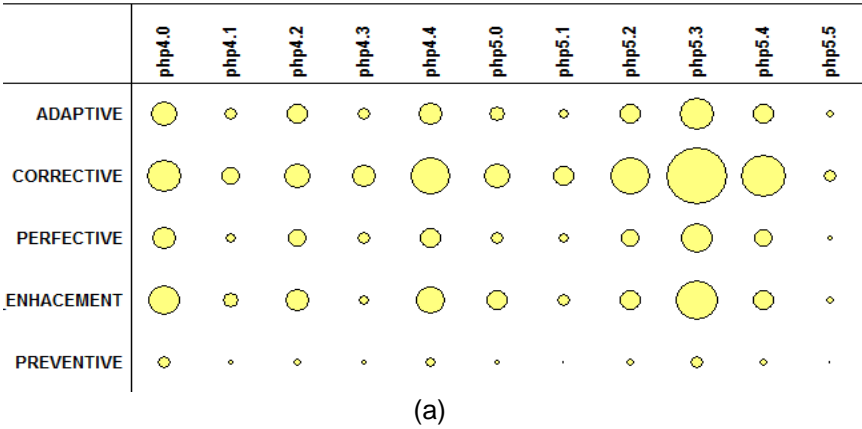 php4.0 php4.1 php4.2 php4.3 php4.4 php5.0 php5.1 php5.2 php5.3 php5.4 php5.5
ADAPTIVE
CORRECTIVE
PERFECTIVE
_ENHACEMENT
PREVENTIVE
(a)